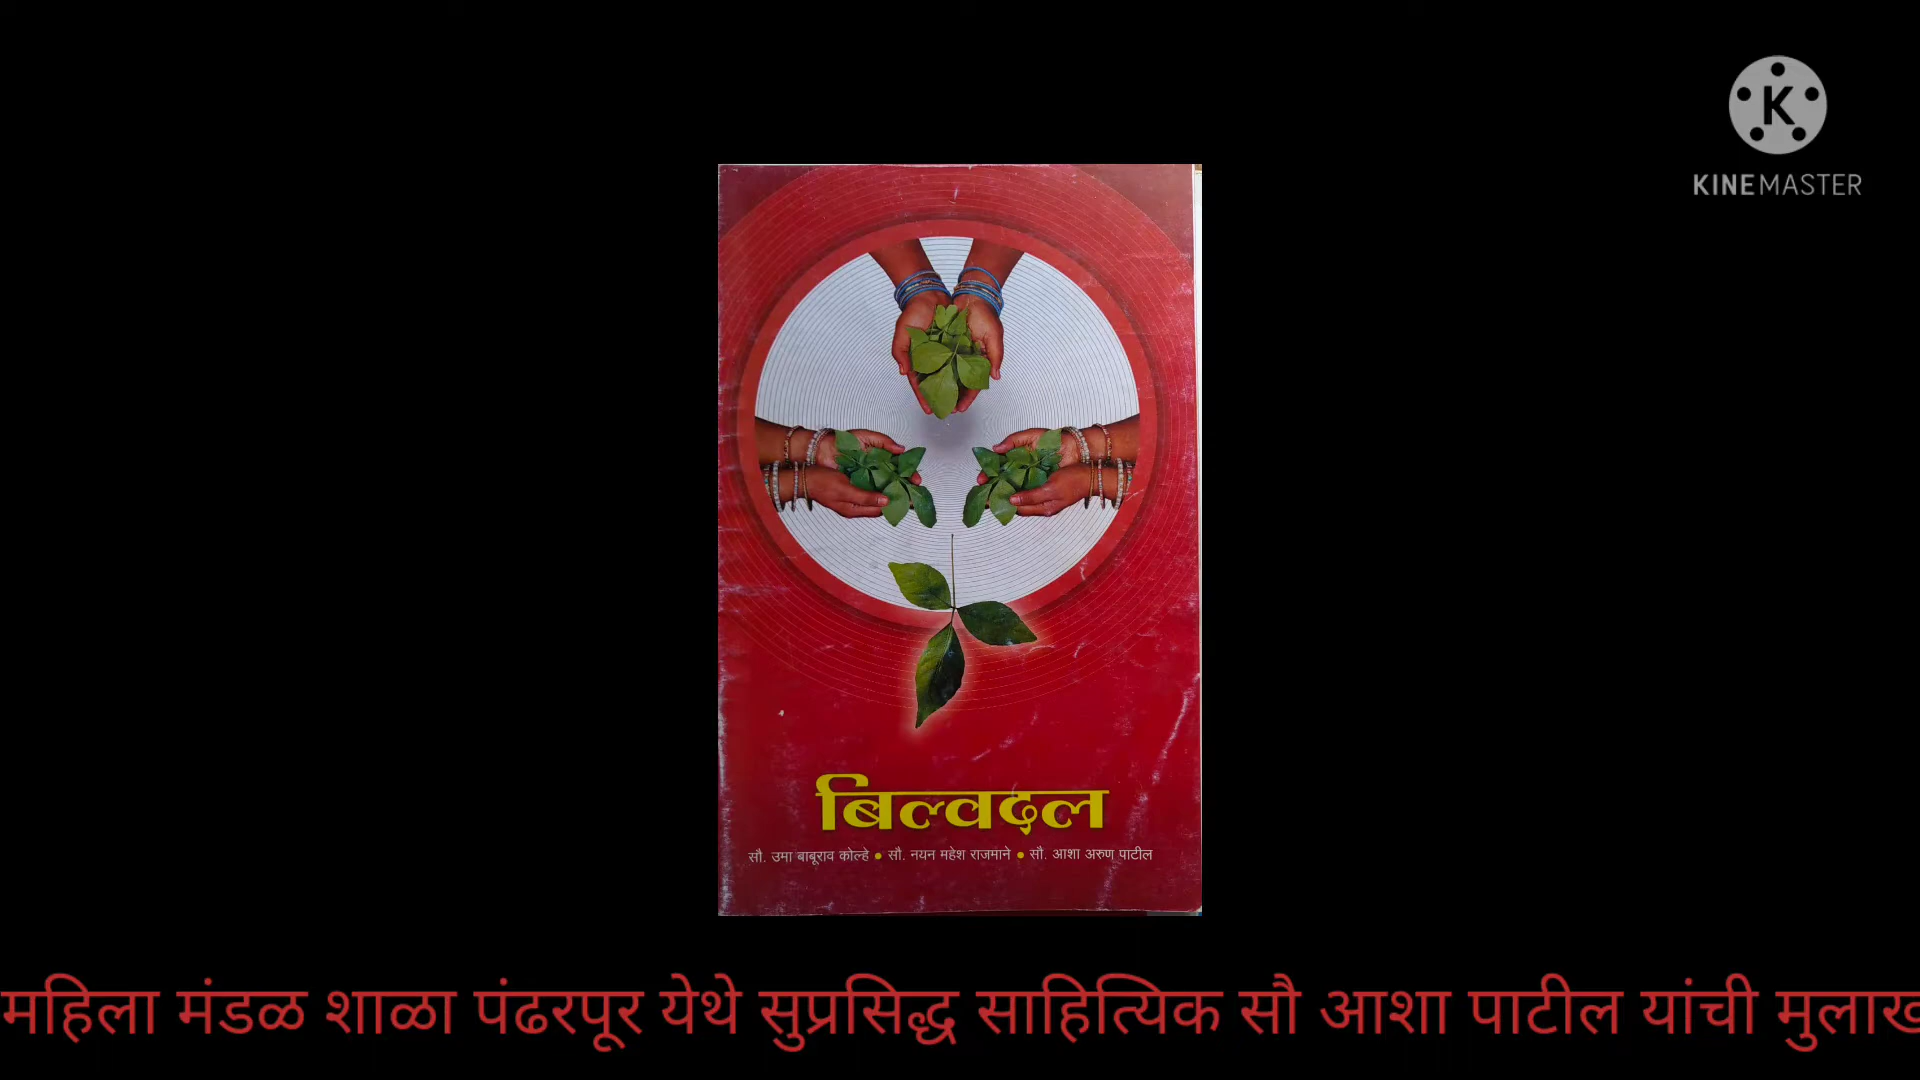 KINEMASTER
बिल्वदल
सौ. उमा बाबूराव कोल्हे • सौ. नयन महेश राजमाने • सौ. आशा अरुण पाटील
महिला मंडळ शाळा पंढरपूर येथे सुप्रसिद्ध साहित्यिक सौ आशा पाटील यांची मुलाख